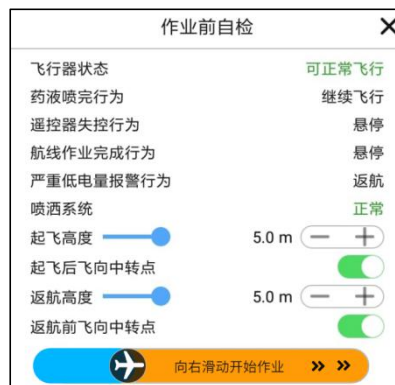 作业前自检
飞行器状态 可正常飞行
药液喷完行为 继续飞行
遥控器失控行为 悬停
航线作业完成行为 悬停
严重低电量报警行为 返航
喷洒系统 正常
起飞高度 5.0 m
起飞后飞向中转点
返航高度 5.0 m
返航前飞向中转点
向右滑动开始作业